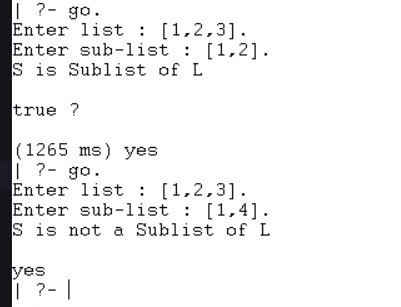 | ?- go.
Enter list : [1,2,3].
Enter sub-list : [1,2].
S is Sublist of L
true ?
(1265 ms) yes
| ?- go.
Enter list : [1,2,3].
Enter sub-list : [1,4].
S is not a Sublist of L
yes
| ?- |